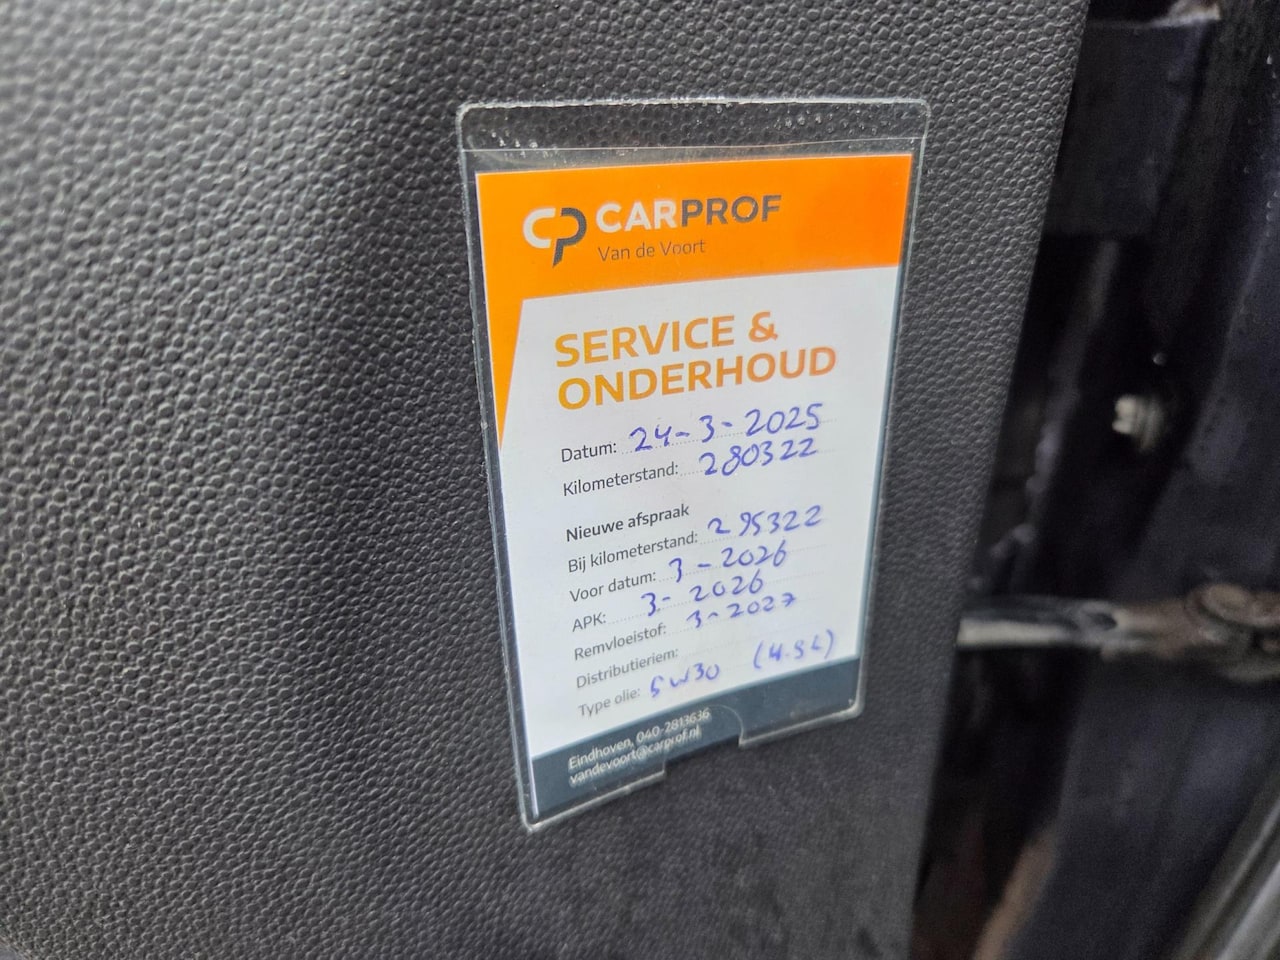 CP CARPROF
Van de Voort
SERVICE &
ONDERHOUD
Datum: 24-3-2025
Kilometerstand: 280322
Nieuwe afspraak
Bij kilometerstand: 295322
Voor datum: 3-2026
APK: 3-2026
Remvloeistof: 3-2027
Distributieriem:
Type olie: 5W30 (4.5L)
Eindhoven, 040-2813636
vandevoort@carprof.nl